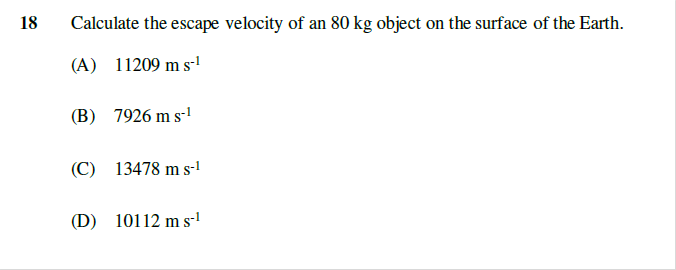 18 Calculate the escape velocity of an 80 kg object on the surface of the Earth.
(A) 11209 m s-1
(B) 7926 m s-1
(C) 13478 m s-1
(D) 10112 m s-1